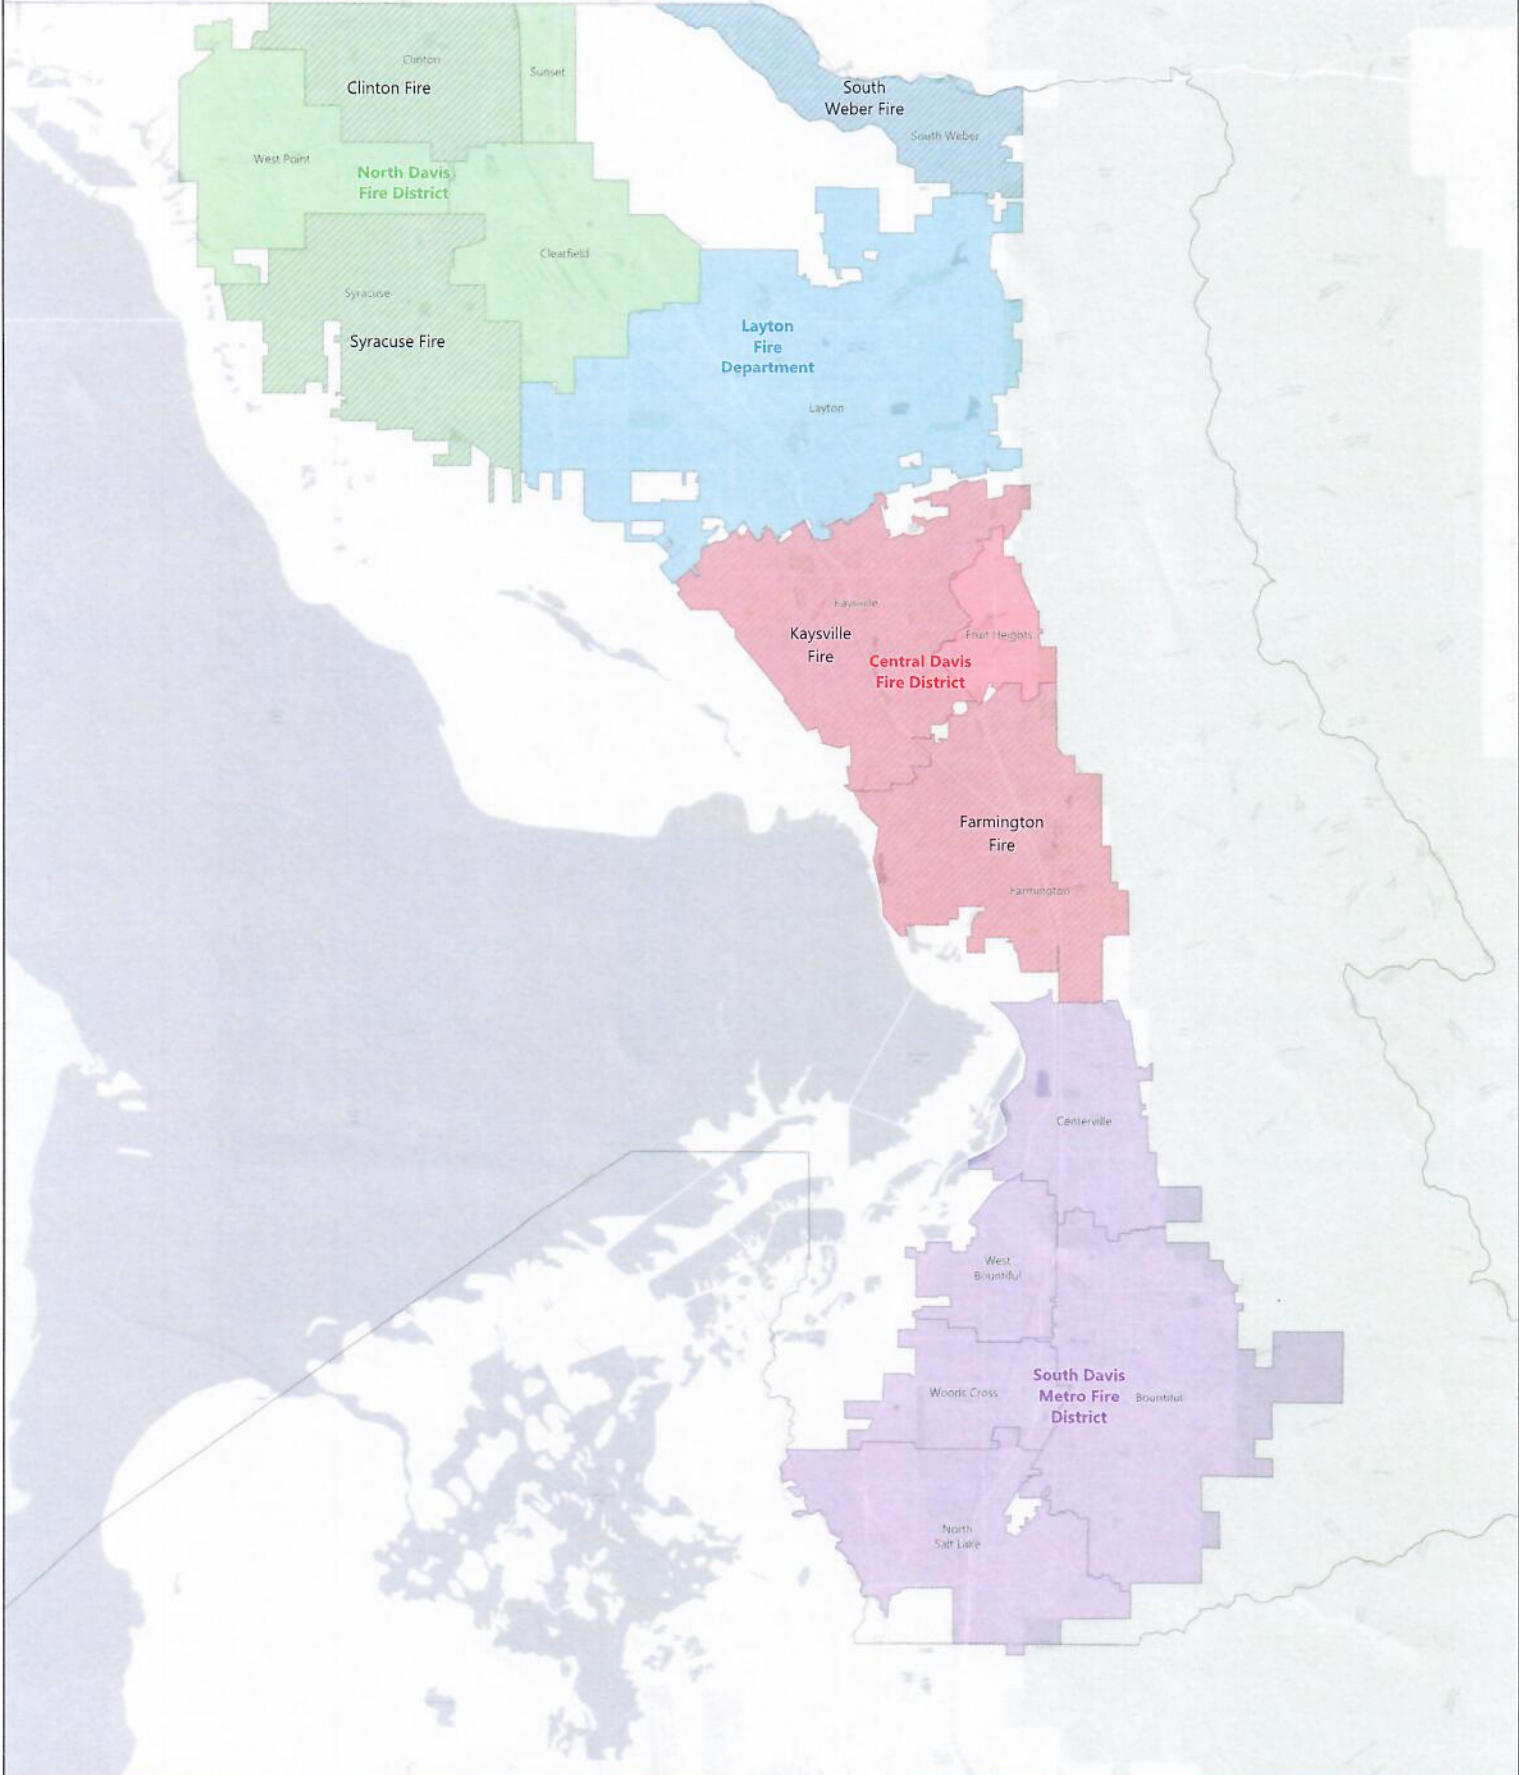 Clinton
Clinton Fire
Sunset
South
Weber Fire
South Weber
West Point
North Davis
Fire District
Clearfield
Syracuse
Syracuse Fire
Layton
Fire
Department
Layton
Kaysville
Kaysville
Fire
Fruit Heights
Central Davis
Fire District
Farmington
Fire
Farmington
Centerville
West
Bountiful
South Davis
Metro Fire
District
Woods Cross
Bountiful
North
Salt Lake